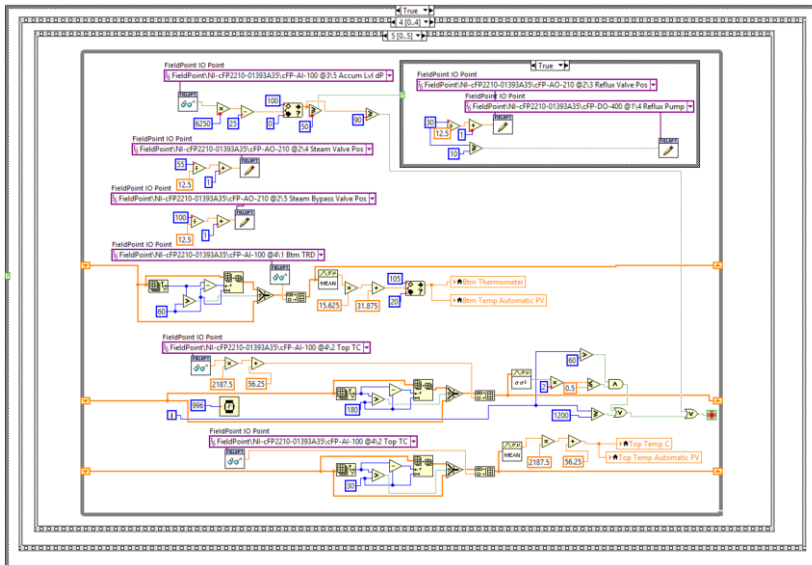 True
4 [0..4]
5 [0..5]
FieldPoint IO Point
FieldPoint\NI-cFP2210-01393A35\cFP-AI-100 @3\5 Accum Lvl dP
FIELDPT
6250
25
100
0
50
90
True
FieldPoint IO Point
FieldPoint\NI-cFP2210-01393A35\cFP-AO-210 @2\3 Reflux Valve Pos
FieldPoint IO Point
FieldPoint\NI-cFP2210-01393A35\cFP-DO-400 @1\4 Reflux Pump
30
12.5
1
10
FIELDPT
FIELDPT
FieldPoint IO Point
FieldPoint\NI-cFP2210-01393A35\cFP-AO-210 @2\4 Steam Valve Pos
55
12.5
1
FIELDPT
FieldPoint IO Point
FieldPoint\NI-cFP2210-01393A35\cFP-AO-210 @2\5 Steam Bypass Valve Pos
100
12.5
1
FIELDPT
FieldPoint IO Point
FieldPoint\NI-cFP2210-01393A35\cFP-AI-100 @4\1 Btm TRD
FIELDPT
60
MEAN
15.625
31.875
105
20
Btm Thermometer
Btm Temp Automatic PV
FieldPoint IO Point
FieldPoint\NI-cFP2210-01393A35\cFP-AI-100 @4\2 Top TC
FIELDPT
2187.5
56.25
996
i
180
2
0.5
60
1200
FieldPoint IO Point
FieldPoint\NI-cFP2210-01393A35\cFP-AI-100 @4\2 Top TC
FIELDPT
30
MEAN
2187.5
56.25
Top Temp C
Top Temp Automatic PV